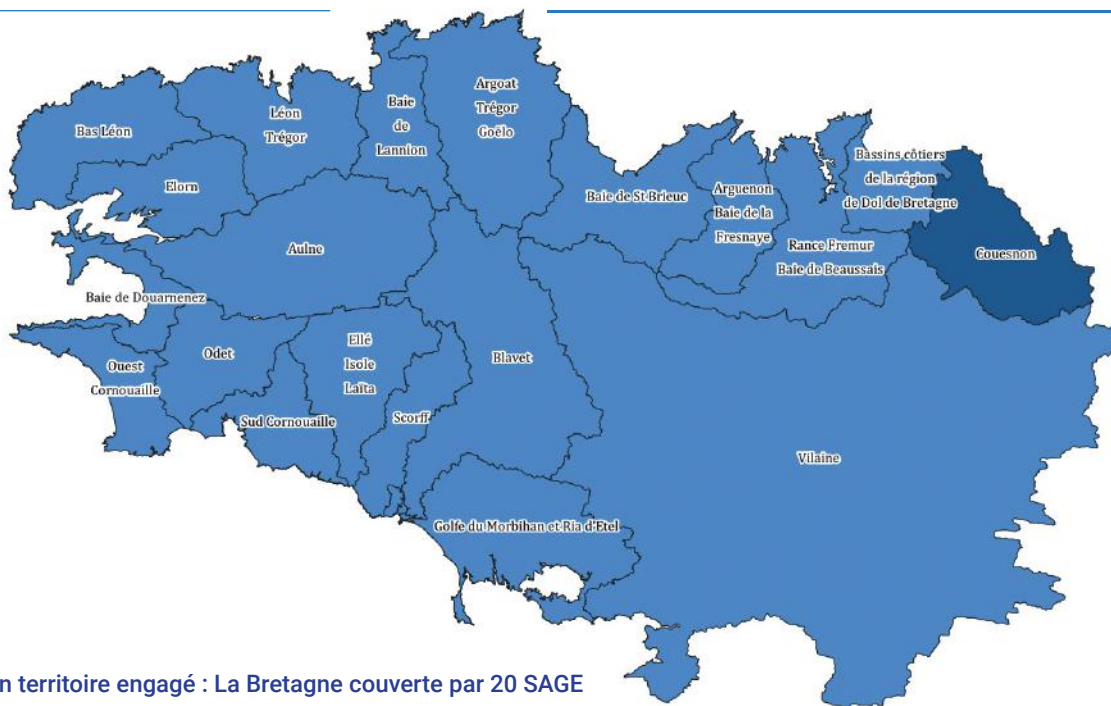 Bas Léon
Léon
Trégor
Baie
de
Lannion
Argoat
Trégor
Goëlo
Elorn
Baie de St Brieuc
Arguenon
Baie de la
Fresnaye
Bassins côtiers
de la région
de Dol de Bretagne
Rance Fremur
Baie de Beaussais
Couesnon
Aulne
Baie de Douarnenez
Ouest
Cornouaille
Odet
Ellé
Isole
Laïta
Sud Cornouaille
Scorff
Blavet
Vilaine
Golfe du Morbihan et Ria d'Etel
n territoire engagé : La Bretagne couverte par 20 SAGE